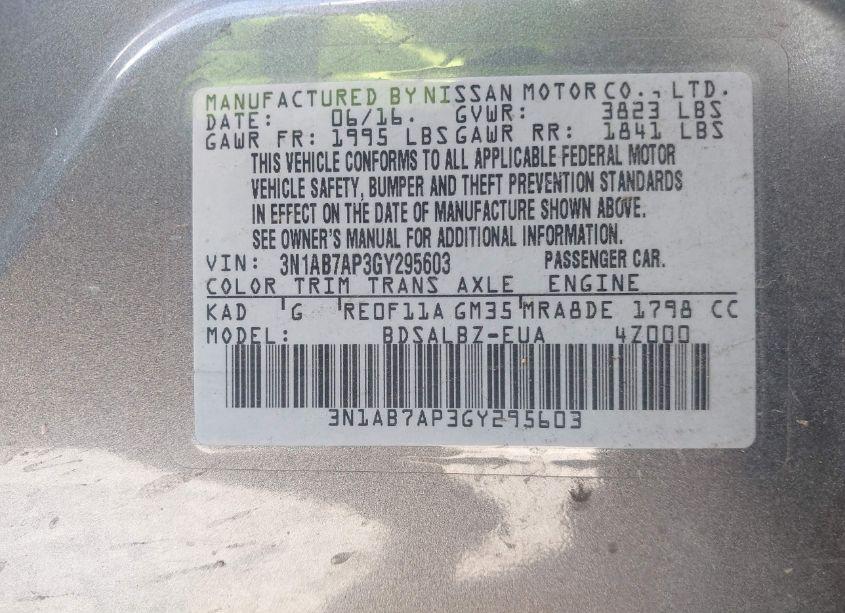 MANUFACTURED BY NISSAN MOTOR CO., LTD.
DATE: 06/16. GVWR: 3823 LBS
GAWR FR: 1995 LBS GAWR RR: 1841 LBS
THIS VEHICLE CONFORMS TO ALL APPLICABLE FEDERAL MOTOR
VEHICLE SAFETY, BUMPER AND THEFT PREVENTION STANDARDS
IN EFFECT ON THE DATE OF MANUFACTURE SHOWN ABOVE.
SEE OWNER'S MANUAL FOR ADDITIONAL INFORMATION.
VIN: 3N1AB7AP3GY295603 PASSENGER CAR.
COLOR TRIM TRANS AXLE ENGINE
KAD G RE0F11A GM35 MRA8DE 1798 CC
MODEL: BDSALBZ-EUA 4Z000
3N1AB7AP3GY295603